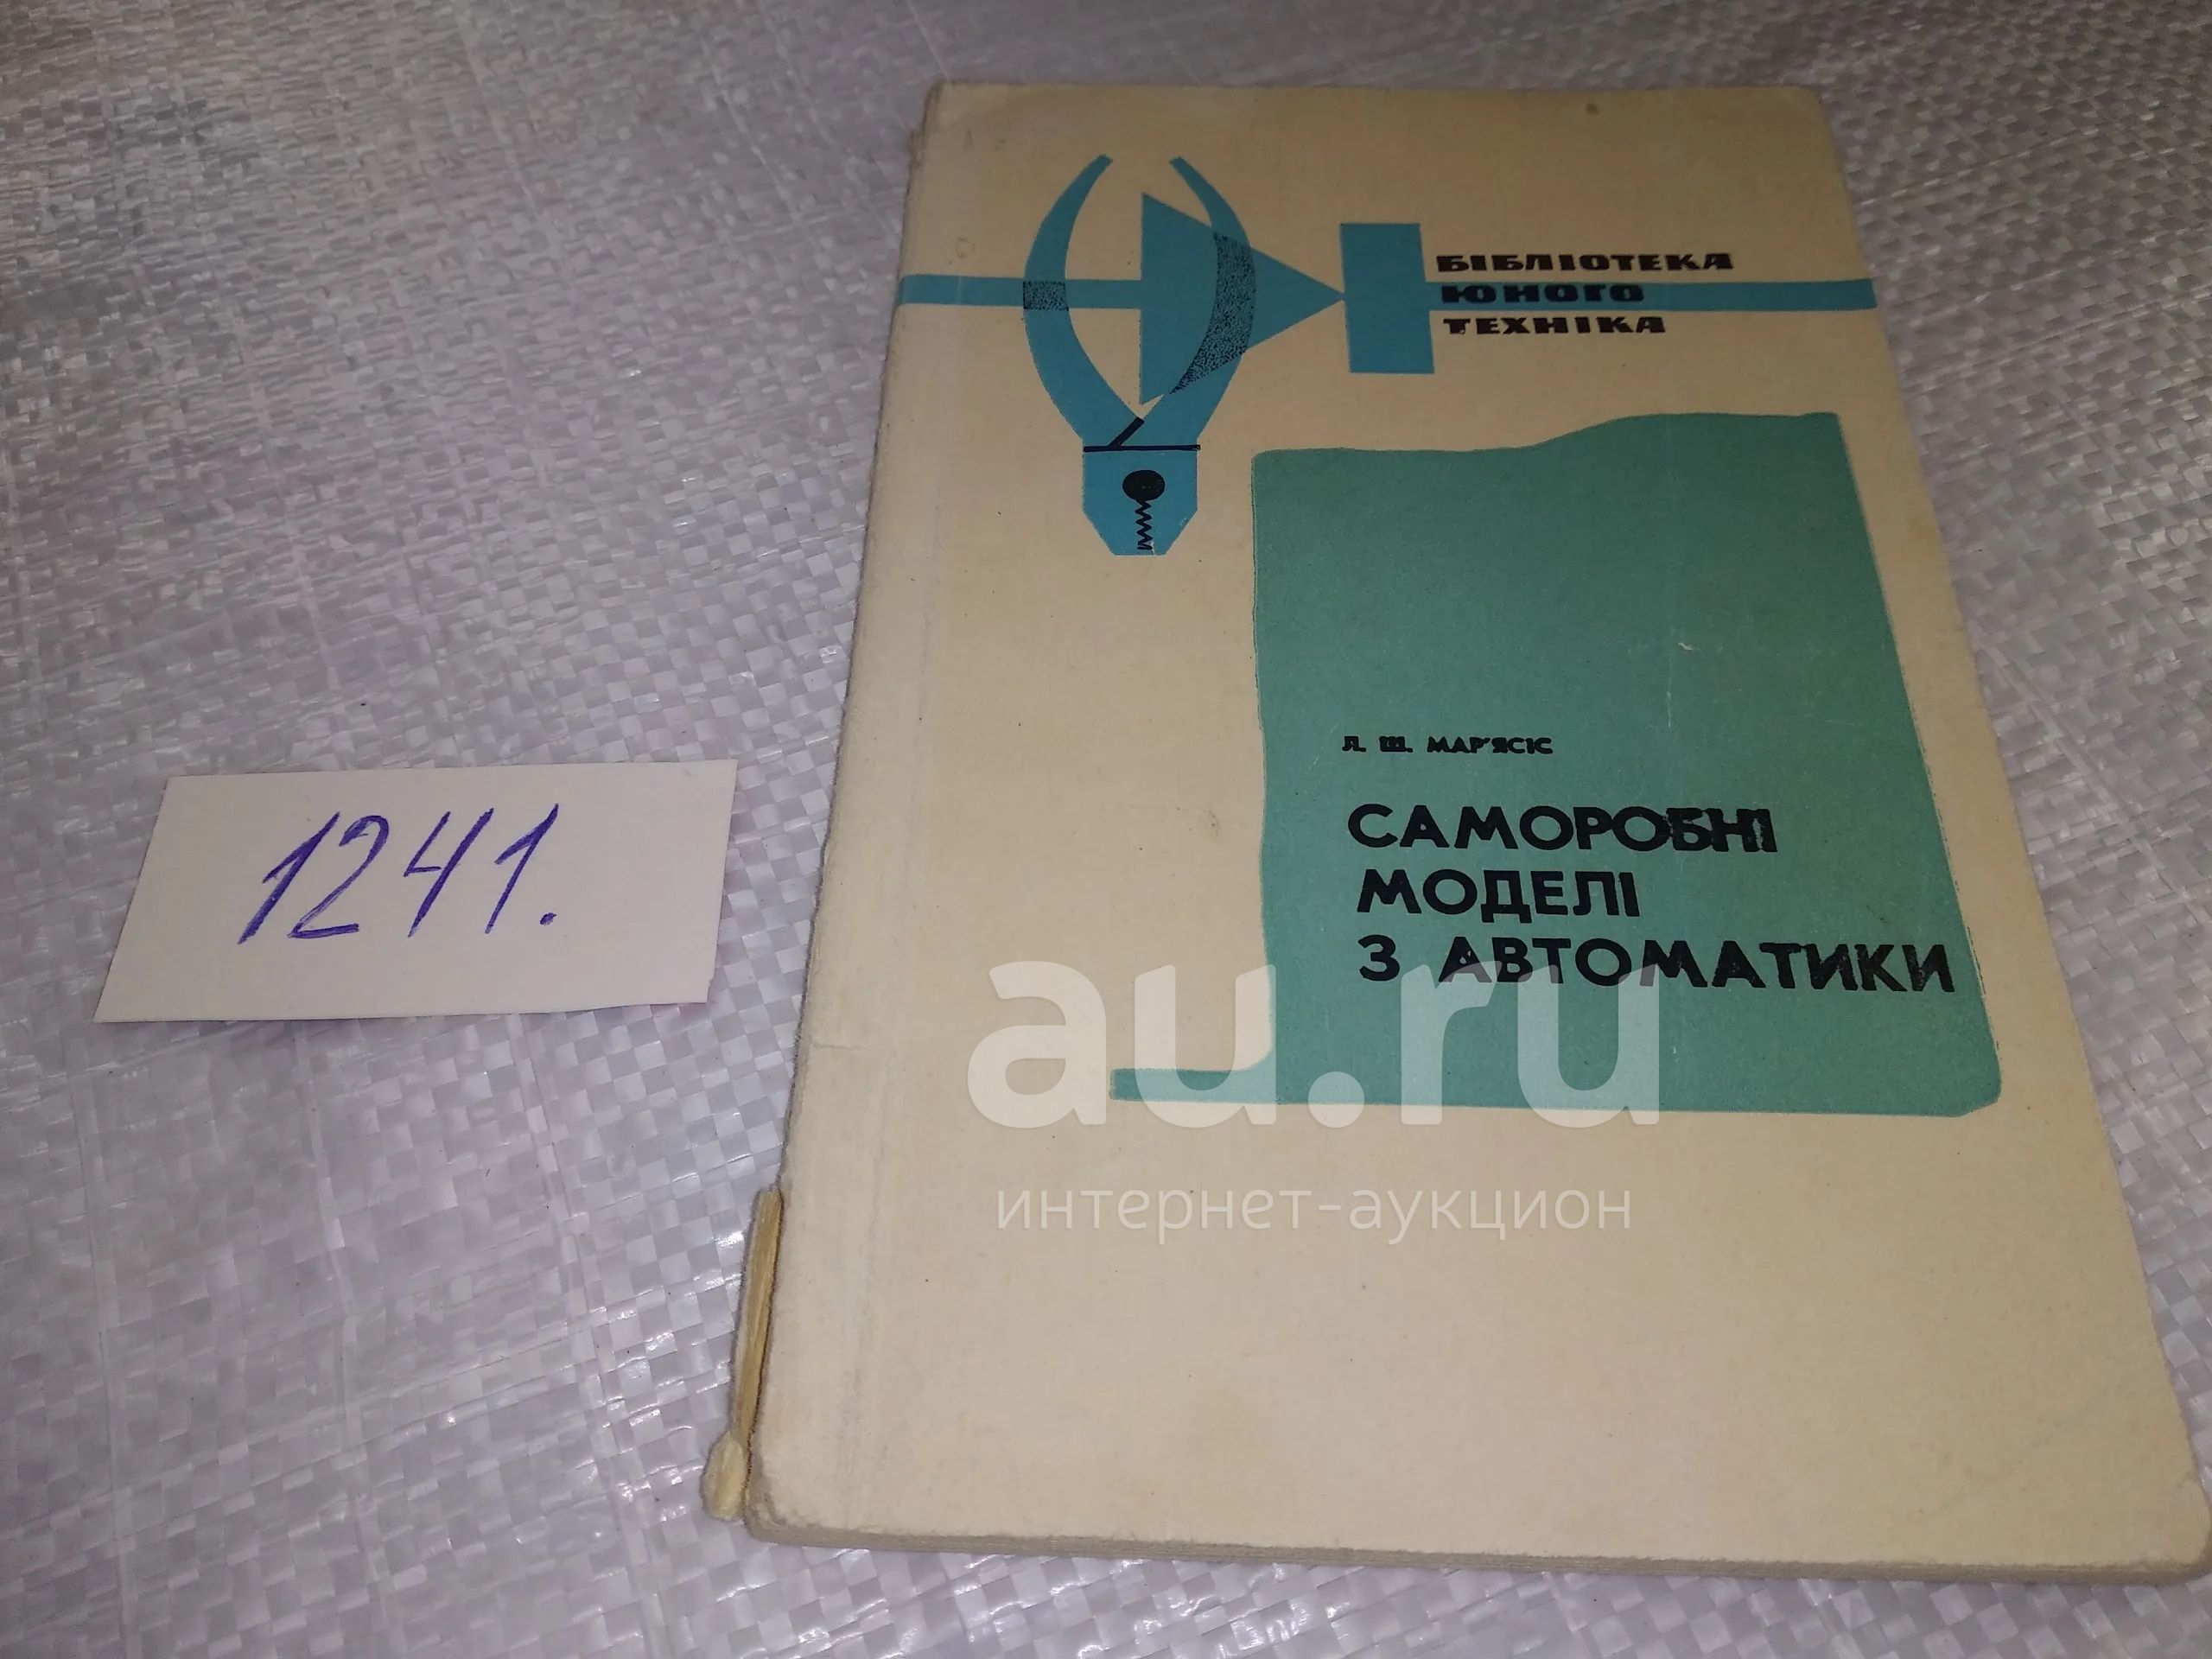 БІБЛІОТЕКА
ЮНОГО
ТЕХНІКА
Л. Ш. МАР'ЯСІС
САМОРОБНІ
МОДЕЛІ
З АВТОМАТИКИ
1241.
au.ru
интернет-аукцион